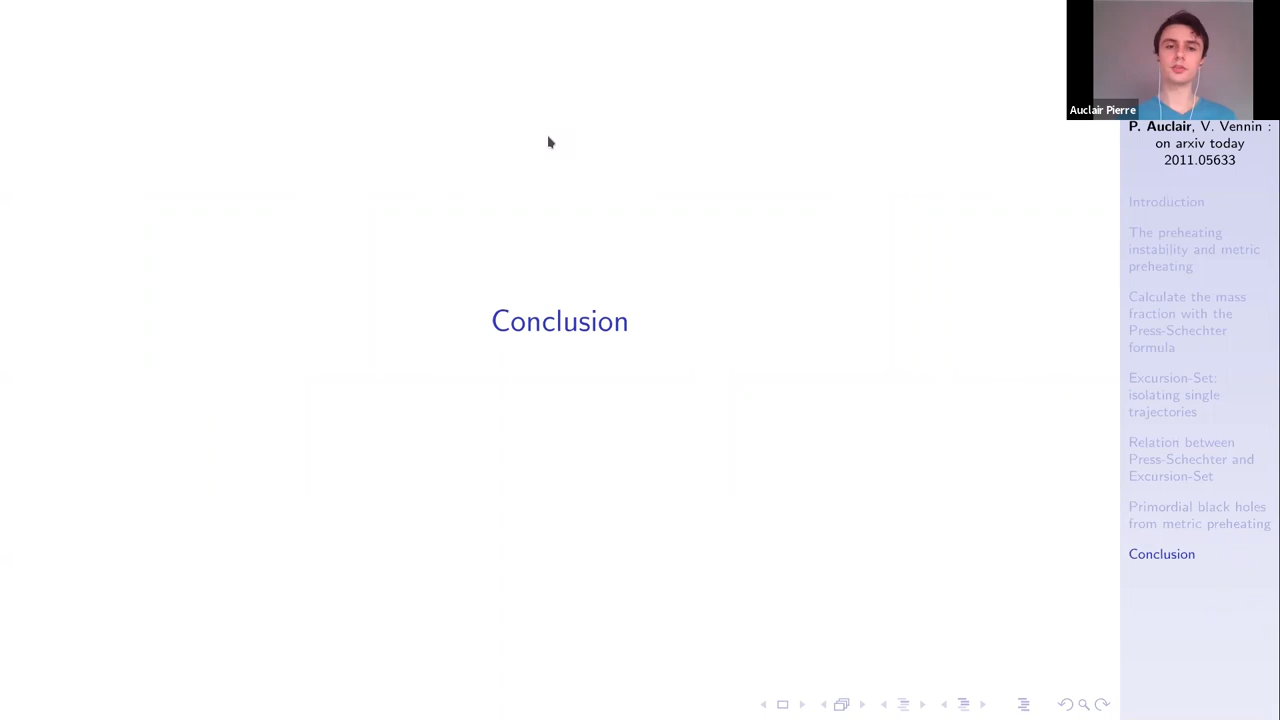 Auclair Pierre
P. Auclair, V. Vennin :
on arxiv today
2011.05633
Introduction
The preheating
instability and metric
preheating
Calculate the mass
fraction with the
Press-Schechter
formula
Excursion-Set:
isolating single
trajectories
Relation between
Press-Schechter and
Excursion-Set
Primordial black holes
from metric preheating
Conclusion
Conclusion